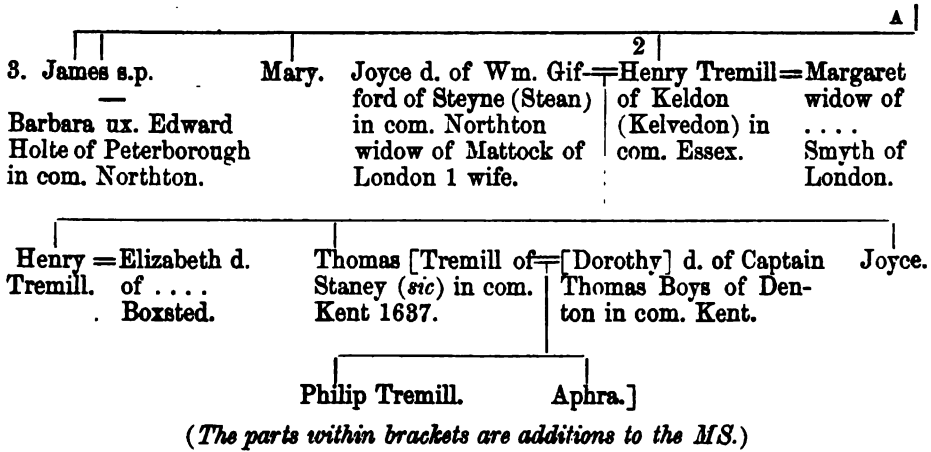 A
2
3. James s.p.
Barbara ux. Edward
Holte of Peterborough
in com. Northton.
Mary.
Joyce d. of Wm. Gif-
ford of Steyne (Stean)
in com. Northton
widow of Mattock of
London 1 wife.
=Henry Tremill=
of Keldon
(Kelvedon) in
com. Essex.
Margaret
widow of
. . . .
Smyth of
London.
Henry =
Tremill.
Elizabeth d.
of . . . .
Boxsted.
Thomas [Tremill of=
Staney (sic) in com.
Kent 1637.
[Dorothy] d. of Captain
Thomas Boys of Den-
ton in com. Kent.
Joyce.
Philip Tremill.
Aphra.]
(The parts within brackets are additions to the MS.)